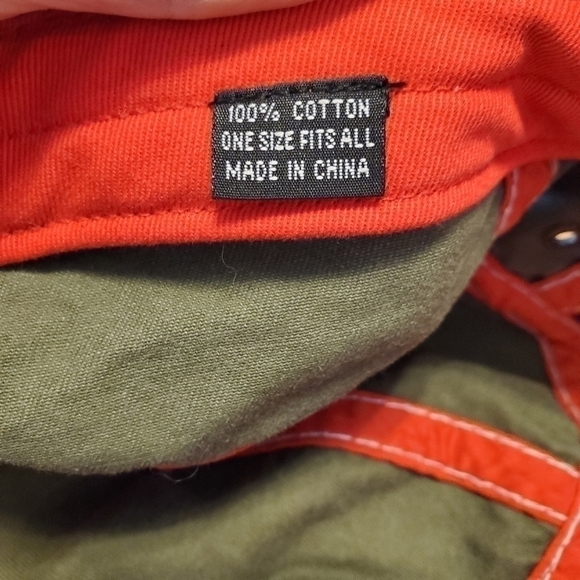 100% COTTON
ONE SIZE FITS ALL
MADE IN CHINA